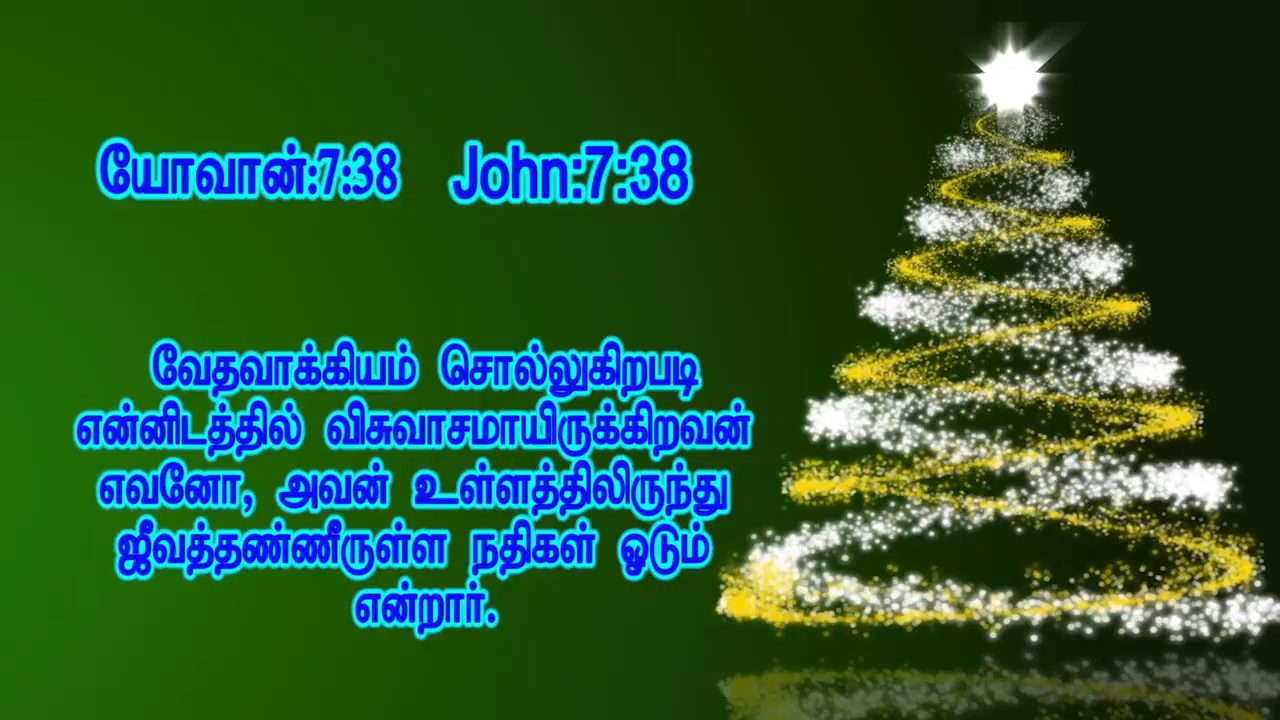 யோவான்:7:38 John:7:38
வேதவாக்கியம் சொல்லுகிறபடி
என்னிடத்தில் விசுவாசமாயிருக்கிறவன்
எவனோ, அவன் உள்ளத்திலிருந்து
ஜீவத்தண்ணீருள்ள நதிகள் ஓடும்
என்றார்.